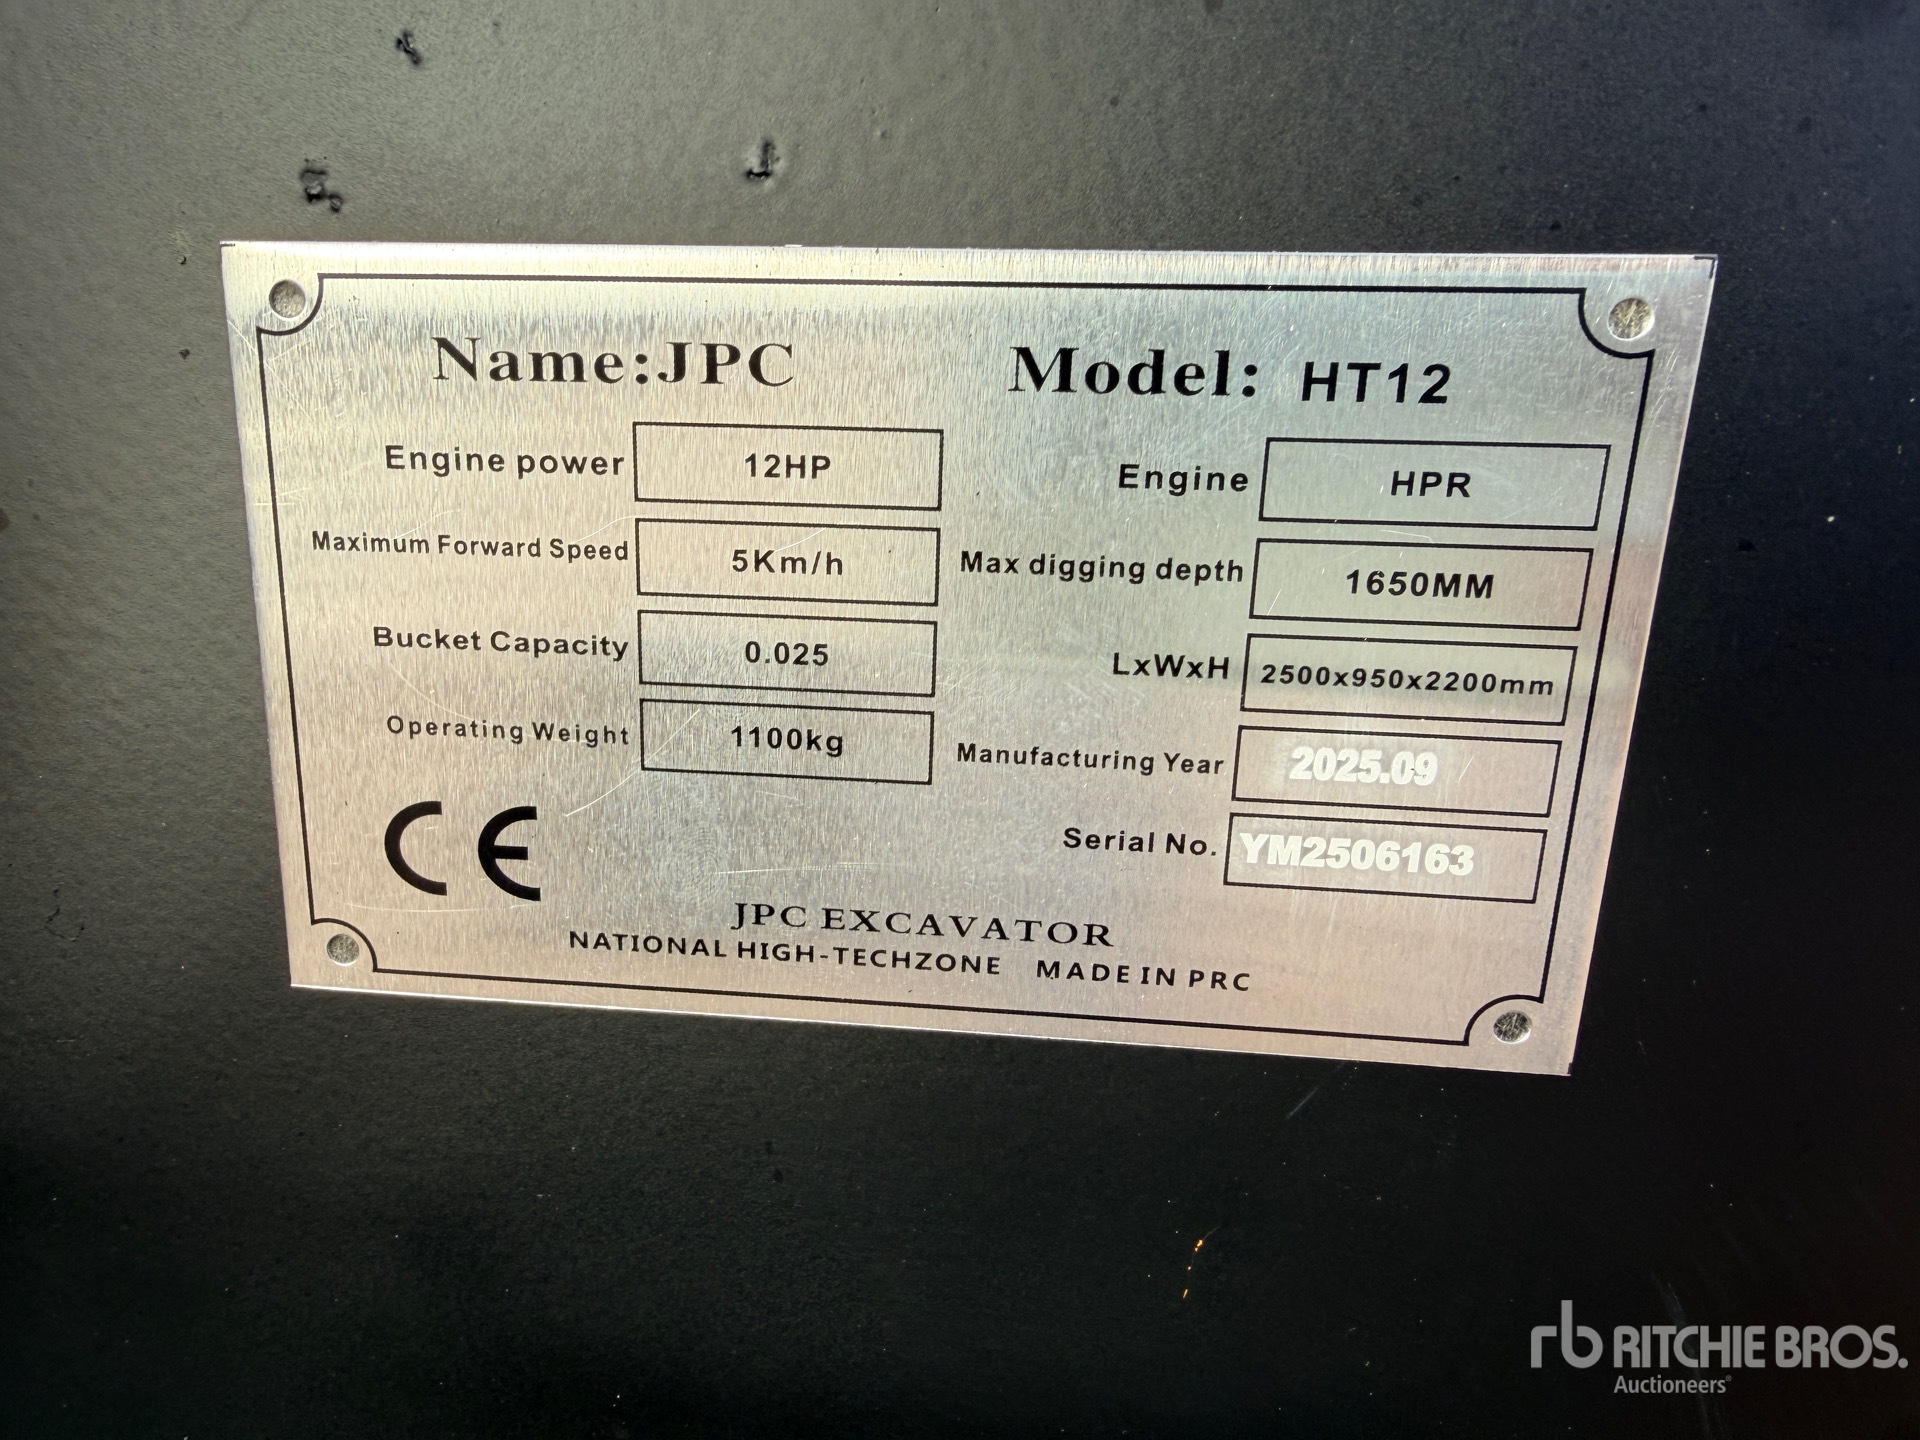 Name:JPC Model: HT12
Engine power 12HP Engine HPR
Maximum Forward Speed 5Km/h Max digging depth 1650MM
Bucket Capacity 0.025 LxWxH 2500x950x2200mm
Operating Weight 1100kg Manufacturing Year 2025.09
CE Serial No. YM2506163
JPC EXCAVATOR
NATIONAL HIGH-TECHZONE MADE IN PRC
rb RITCHIE BROS.
Auctioneers®